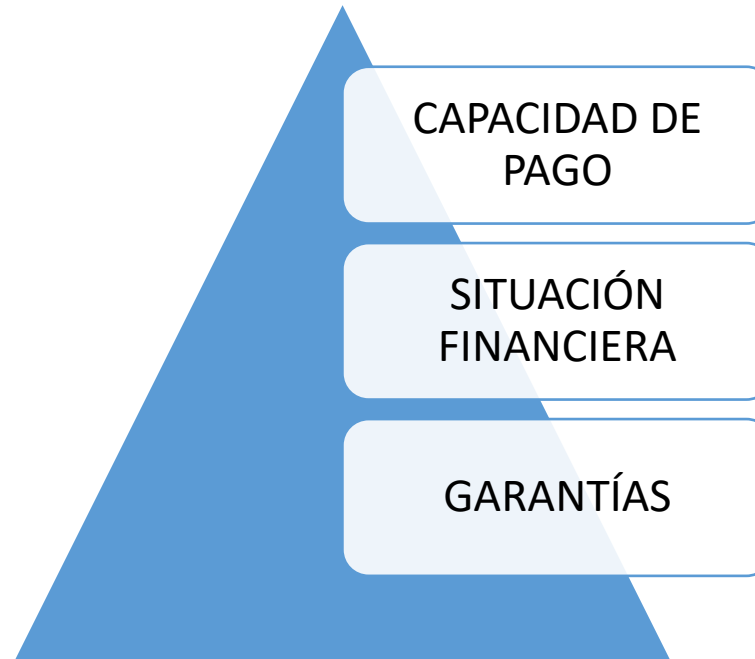 CAPACIDAD DE
PAGO
SITUACIÓN
FINANCIERA
GARANTÍAS